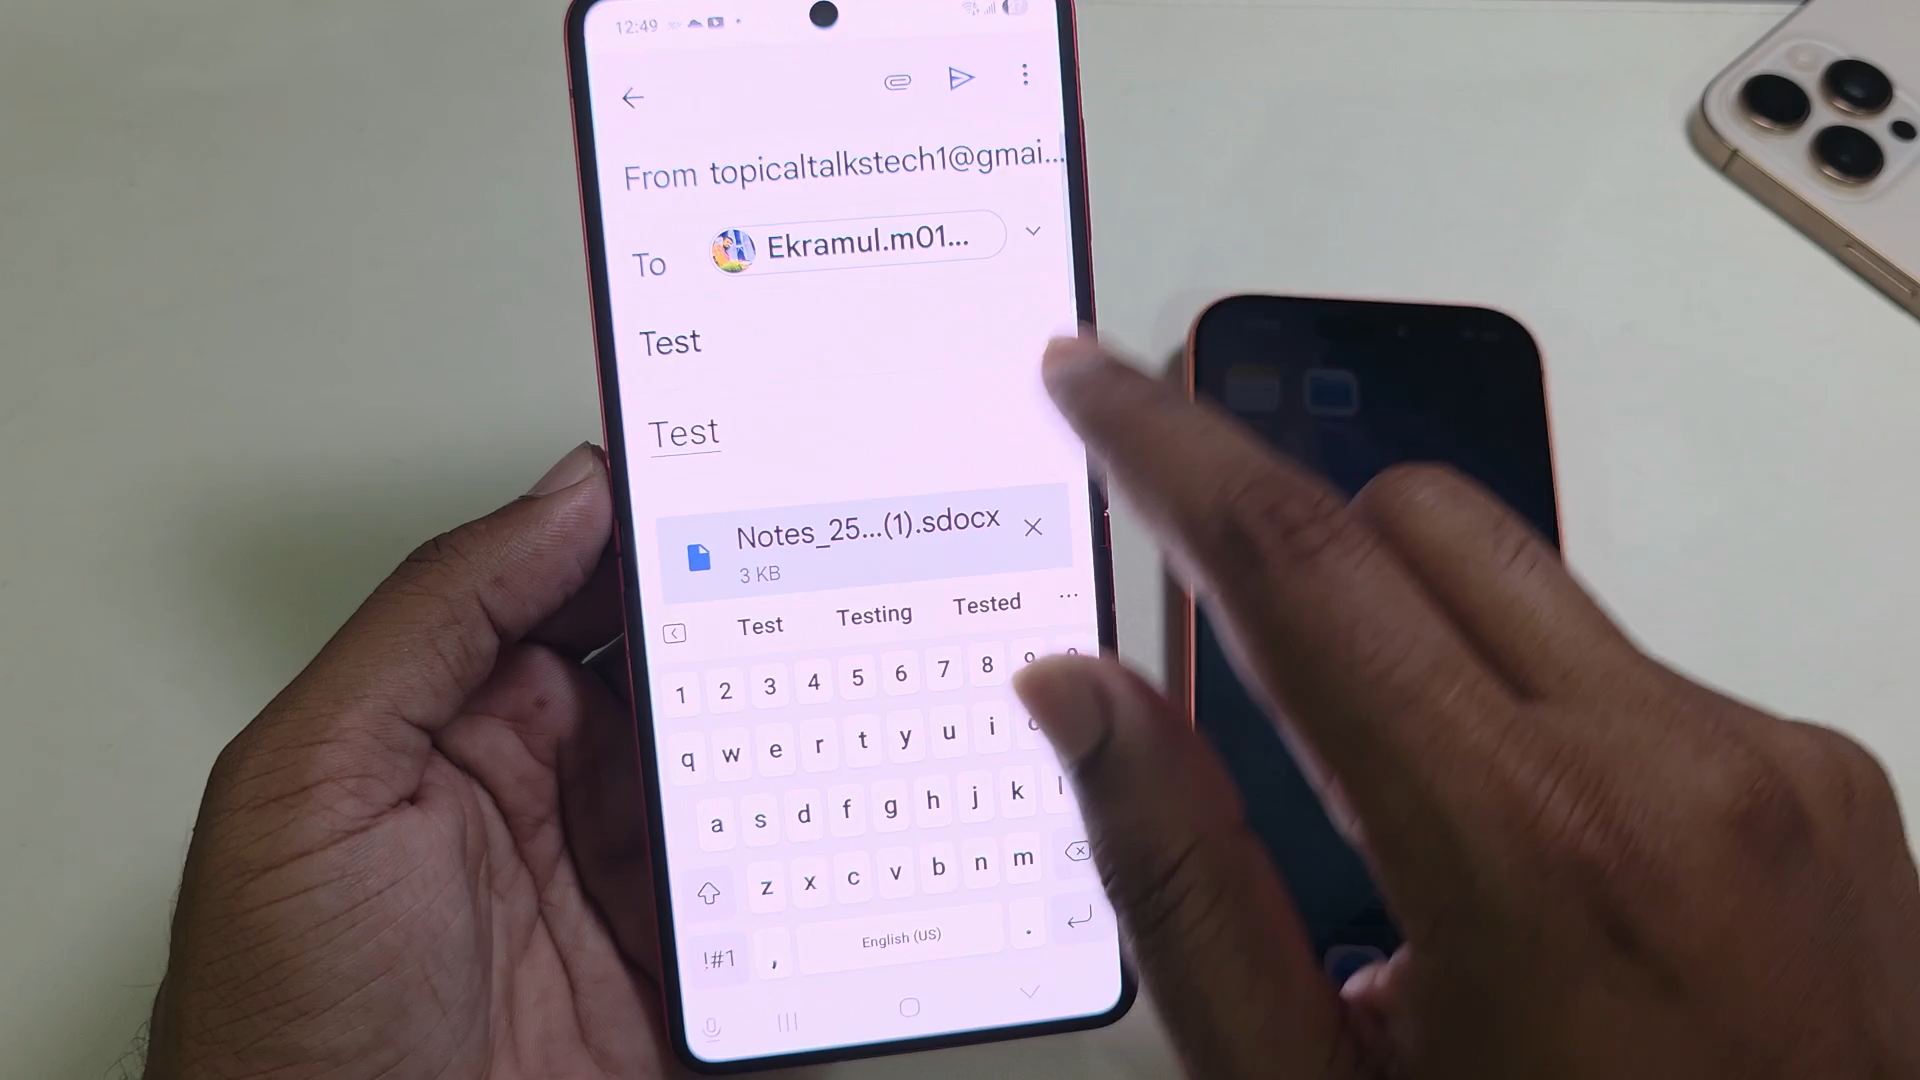 12:49
From topicaltalkstech1@gmai...
To Ekramul.m01...
Test
Test
Notes_25...(1).sdocx
3 KB
Test Testing Tested ...
1 2 3 4 5 6 7 8 9
q w e r t y u i
a s d f g h j k l
z x c v b n m
!#1 , English (US) .